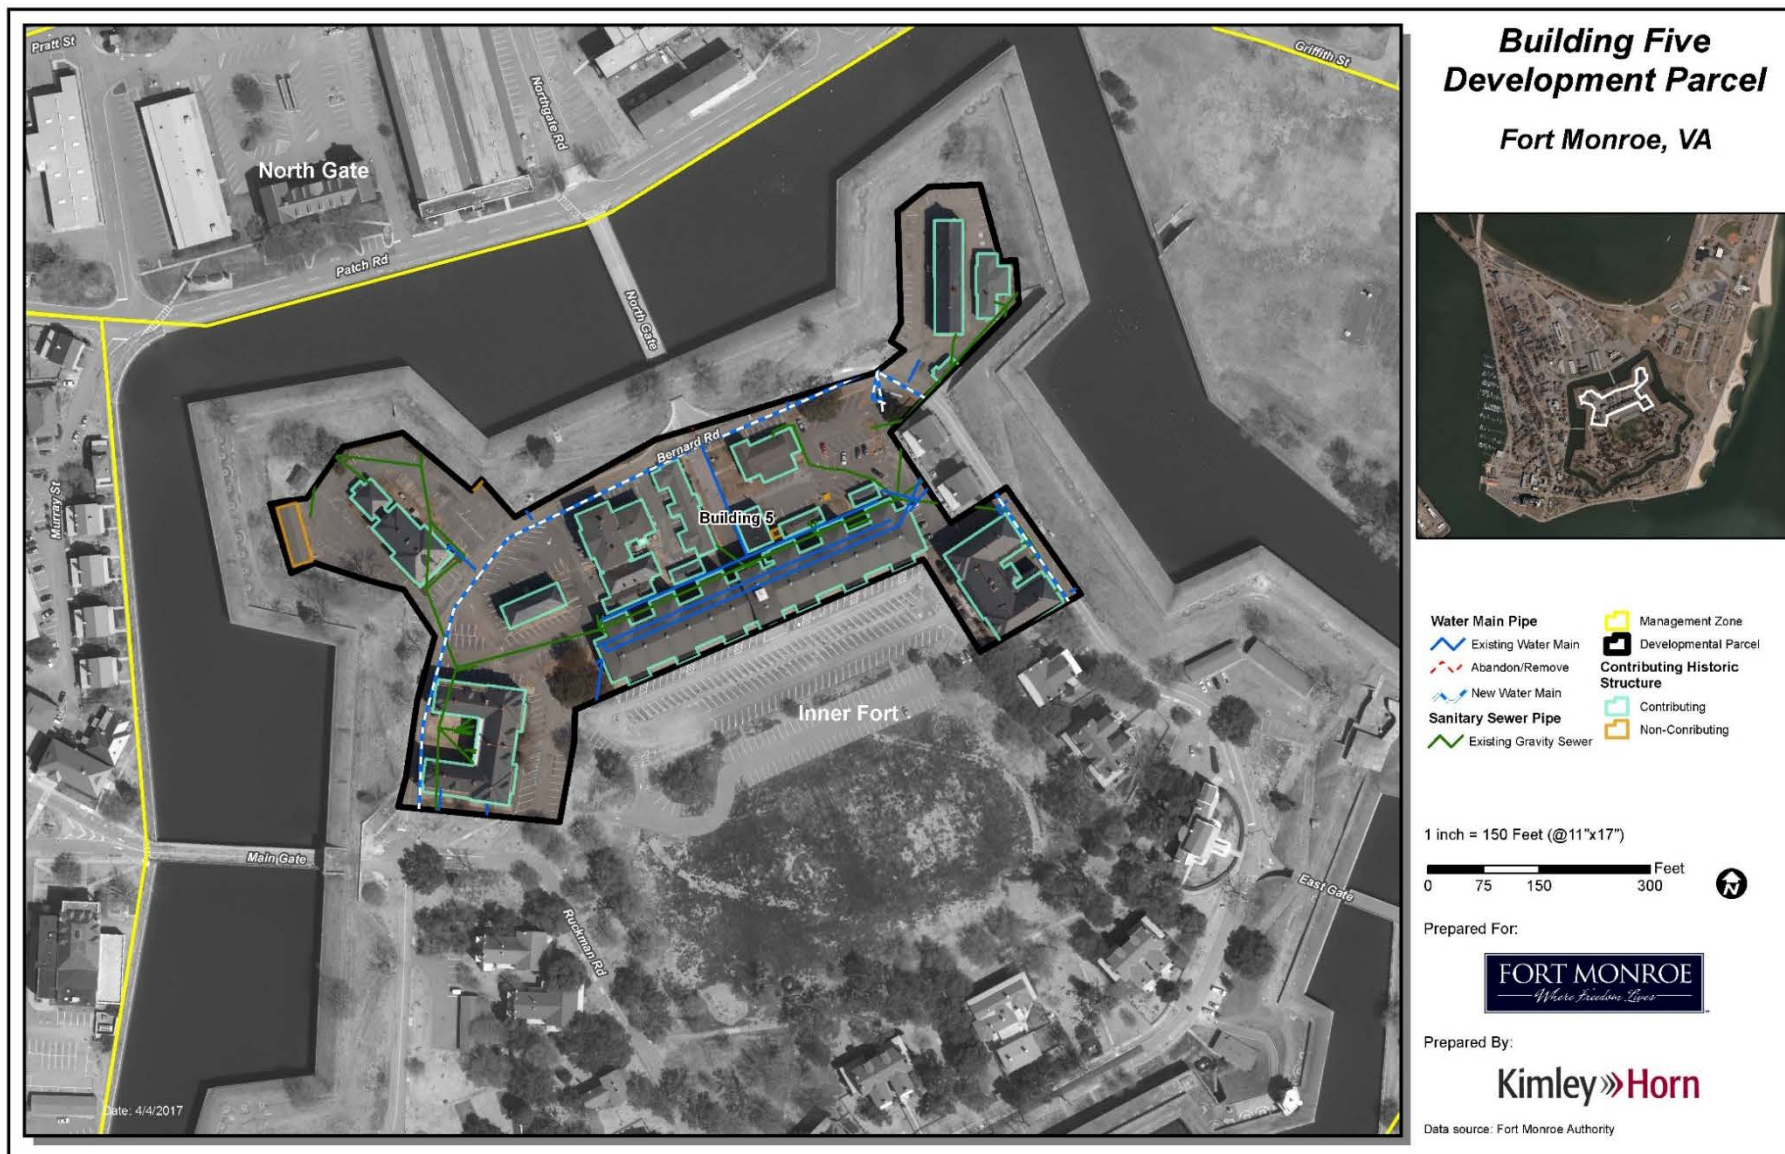 Building Five
Development Parcel
Fort Monroe, VA
Pratt St
Northgate Rd
Griffith St
North Gate
Patch Rd
North Gate
Bernard Rd
Building 5
Murray St
Inner Fort
Main Gate
Ruckman Rd
East Gate
Date: 4/4/2017
Water Main Pipe
Existing Water Main
Abandon/Remove
New Water Main
Sanitary Sewer Pipe
Existing Gravity Sewer
Management Zone
Developmental Parcel
Contributing Historic
Structure
Contributing
Non-Conributing
1 inch = 150 Feet (@11"x17")
Feet
0 75 150 300
N
Prepared For:
FORT MONROE
Where Freedom Lives
Prepared By:
Kimley»Horn
Data source: Fort Monroe Authority